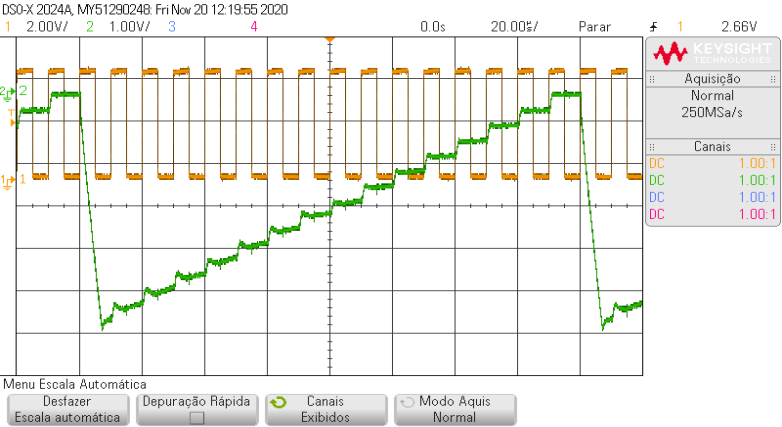 DSO-X 2024A, MY51290248: Fri Nov 20 12:19:55 2020
1 2.00V/ 2 1.00V/ 3 4 0.0s 20.00µs/ Parar 1 2.66V
KEYSIGHT
TECHNOLOGIES
Aquisição
Normal
250MSa/s
Canais
DC 1.00:1
DC 1.00:1
DC 1.00:1
DC 1.00:1
2 2
T
1 1
Menu Escala Automática
Desfazer
Escala automática
Depuração Rápida
Canais
Exibidos
Modo Aquis
Normal